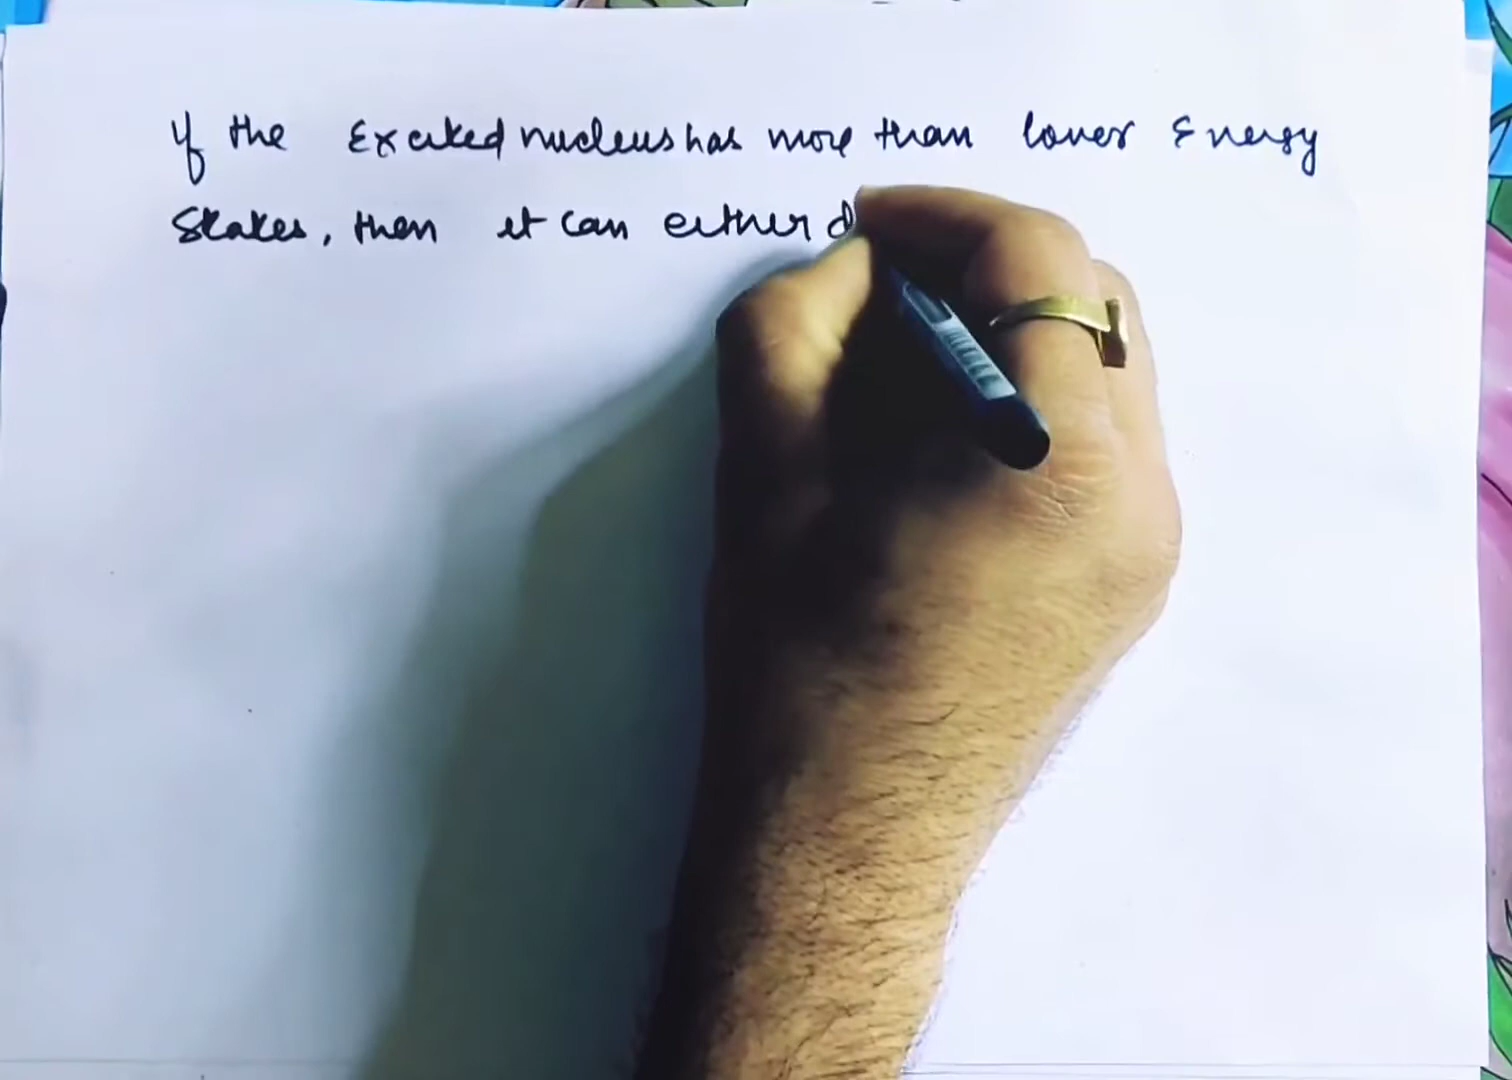 If the Excited nucleus has more than lower Energy
States, then it can either d